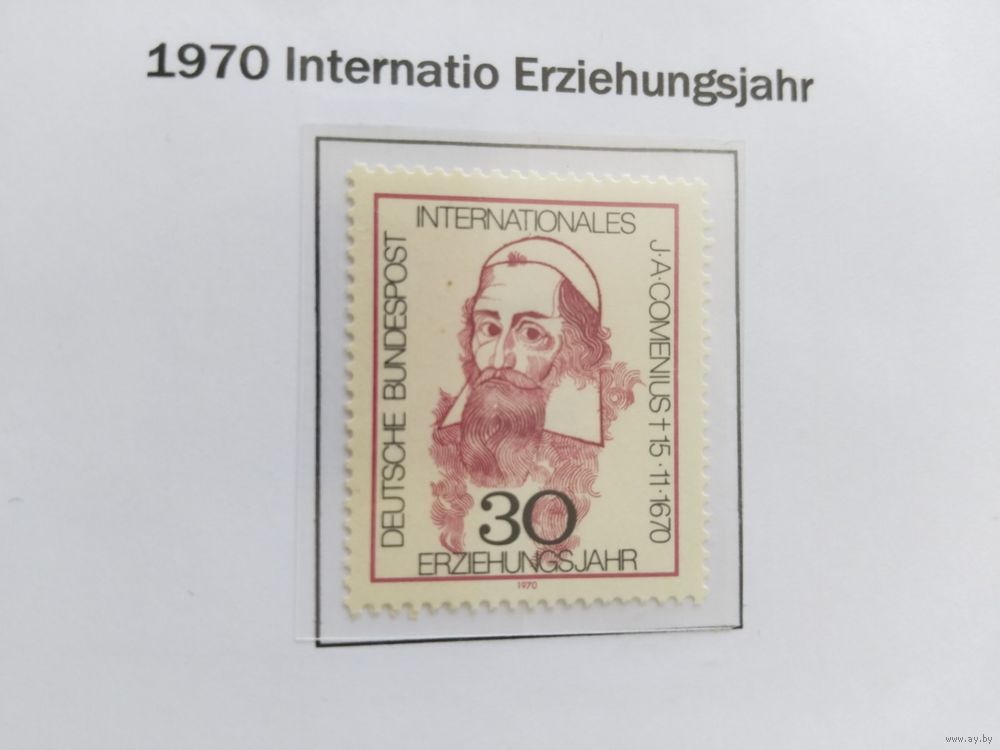 1970 Internatio Erziehungsjahr
INTERNATIONALES
DEUTSCHE BUNDESPOST
J·A·COMENIUS † 15·11·1670
30
ERZIEHUNGSJAHR
1970
www.ay.by